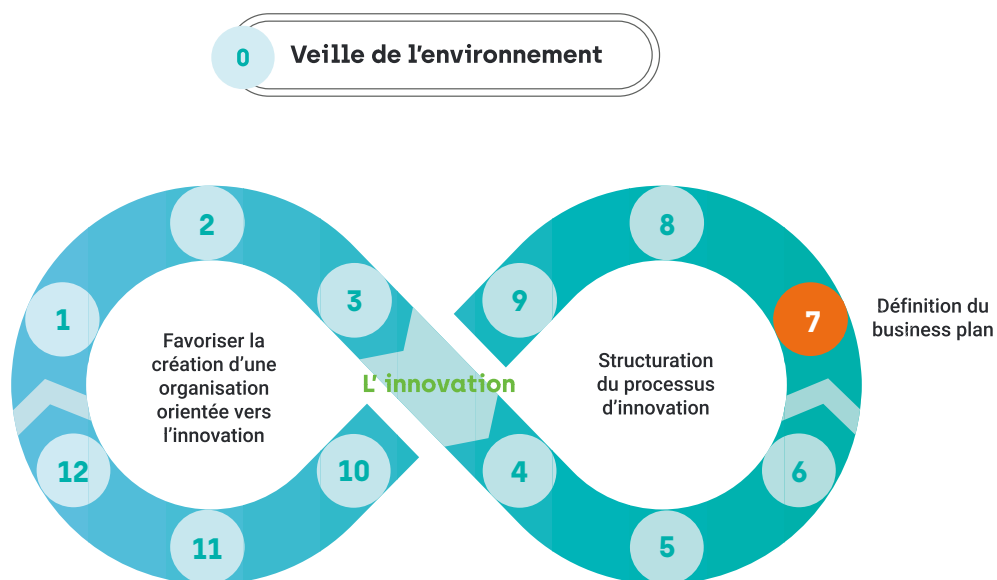 0
Veille de l’environnement
2
8
3
9
1
7
Définition du
business plan
Favoriser la
création d’une
organisation
orientée vers
l’innovation
L’ innovation
Structuration
du processus
d’innovation
12
10
4
6
11
5